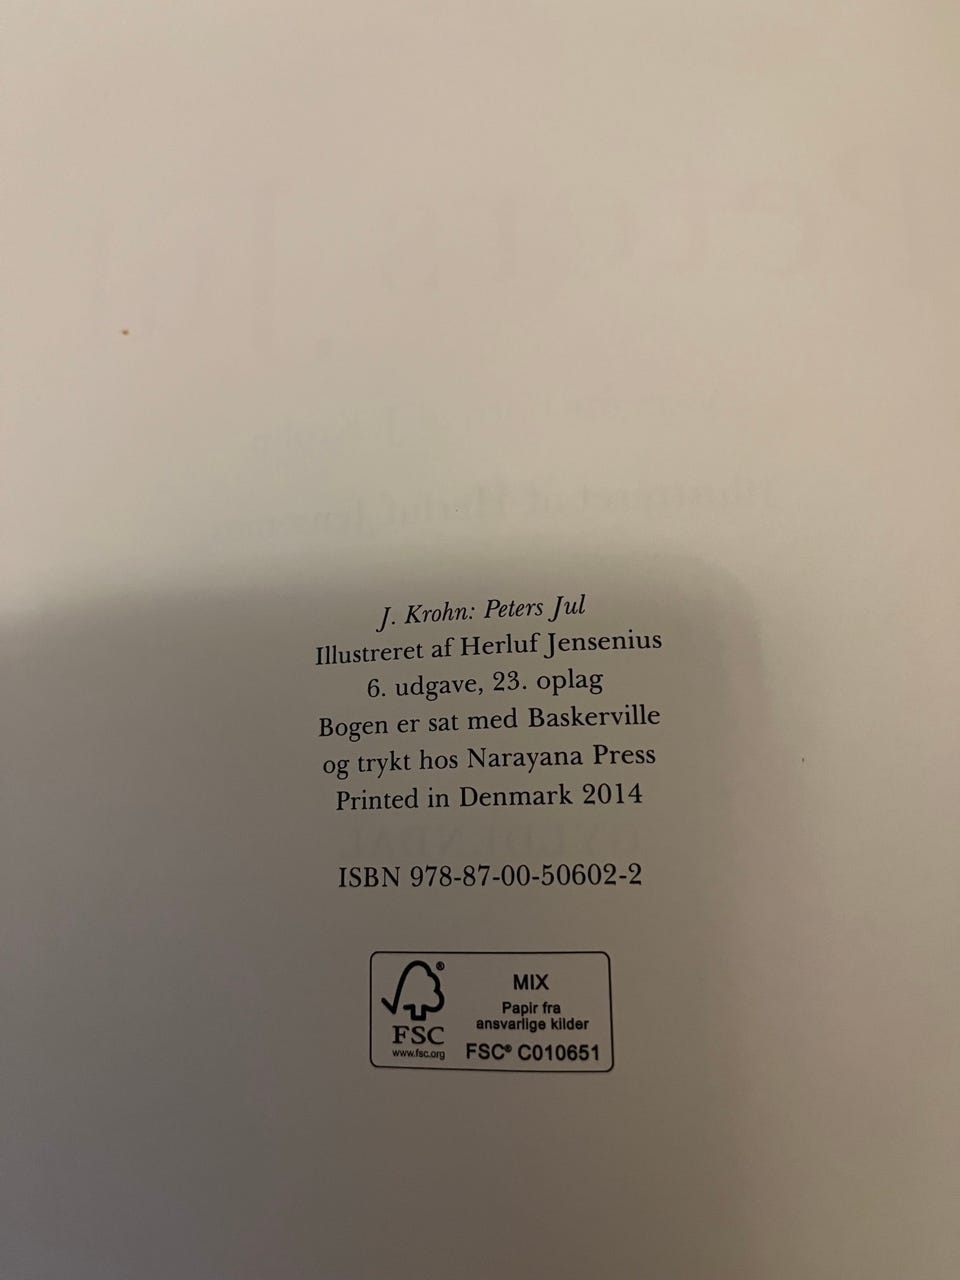 J. Krohn: Peters Jul
Illustreret af Herluf Jensenius
6. udgave, 23. oplag
Bogen er sat med Baskerville
og trykt hos Narayana Press
Printed in Denmark 2014
ISBN 978-87-00-50602-2
FSC®
www.fsc.org
MIX
Papir fra
ansvarlige kilder
FSC® C010651